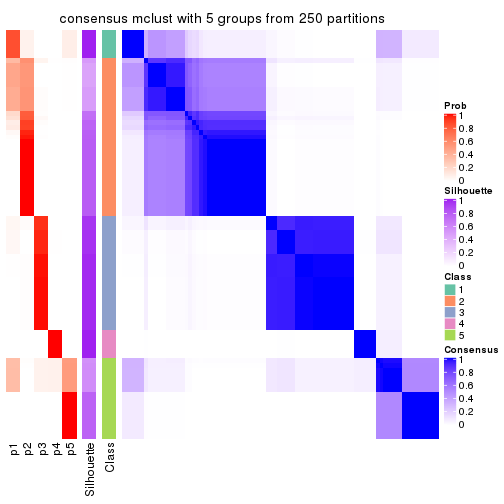 consensus mclust with 5 groups from 250 partitions
Prob
1
0.8
0.6
0.4
0.2
0
Silhouette
1
0.8
0.6
0.4
0.2
0
Class
1
2
3
4
5
Consensus
1
0.8
0.6
0.4
0.2
0
p1
p2
p3
p4
p5
Silhouette
Class